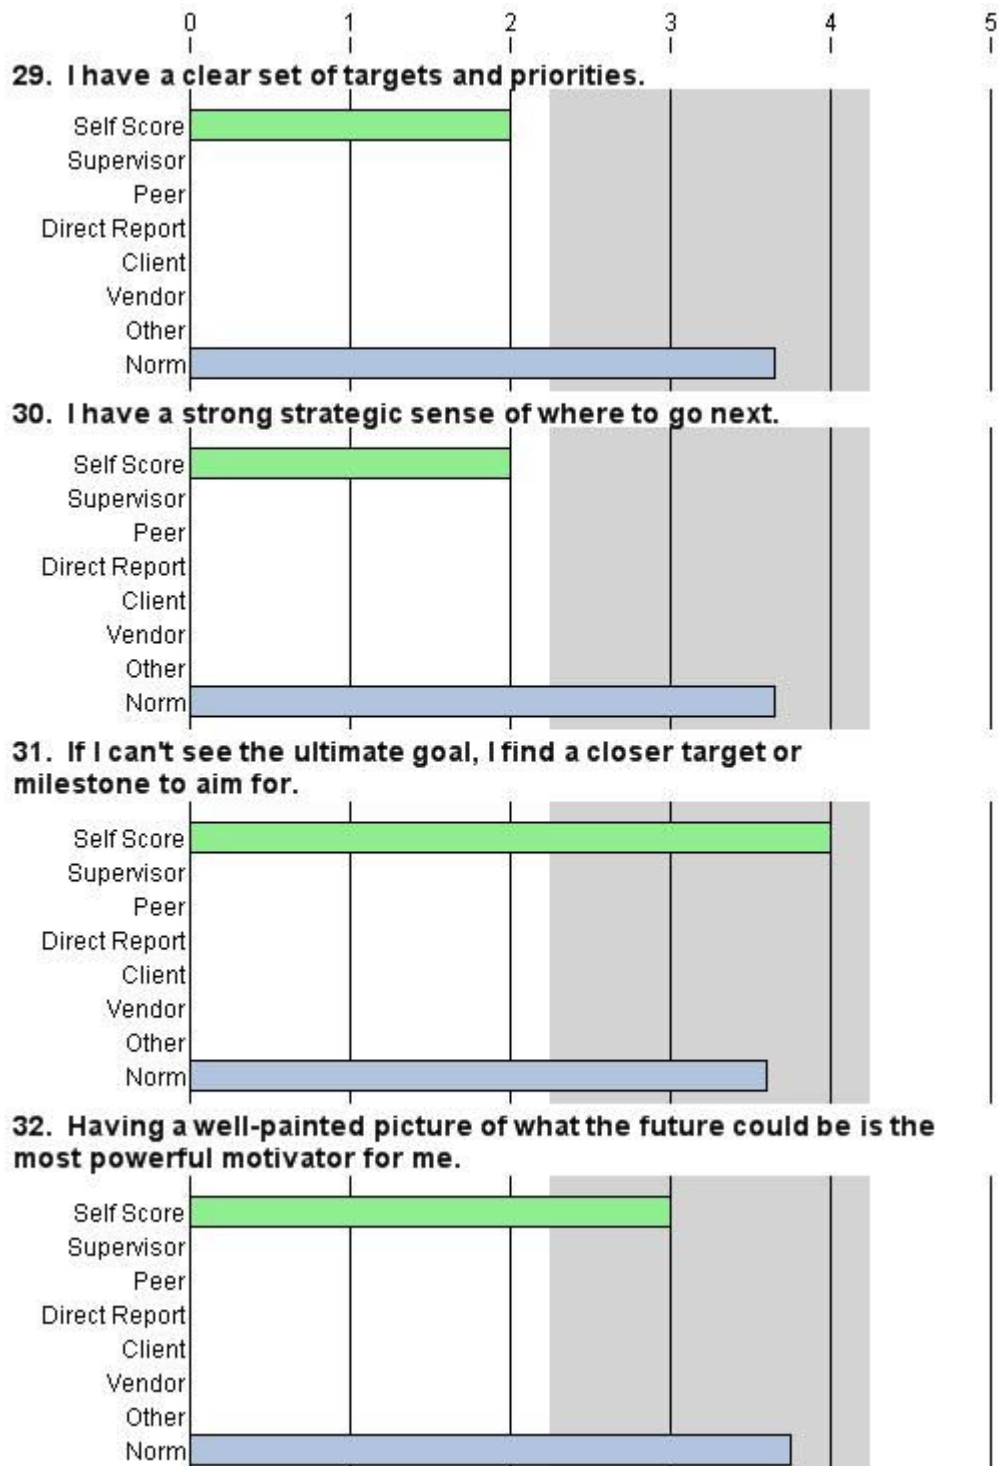 0 1 2 3 4 5
29. I have a clear set of targets and priorities.
Self Score
Supervisor
Peer
Direct Report
Client
Vendor
Other
Norm
30. I have a strong strategic sense of where to go next.
Self Score
Supervisor
Peer
Direct Report
Client
Vendor
Other
Norm
31. If I can't see the ultimate goal, I find a closer target or
milestone to aim for.
Self Score
Supervisor
Peer
Direct Report
Client
Vendor
Other
Norm
32. Having a well-painted picture of what the future could be is the
most powerful motivator for me.
Self Score
Supervisor
Peer
Direct Report
Client
Vendor
Other
Norm